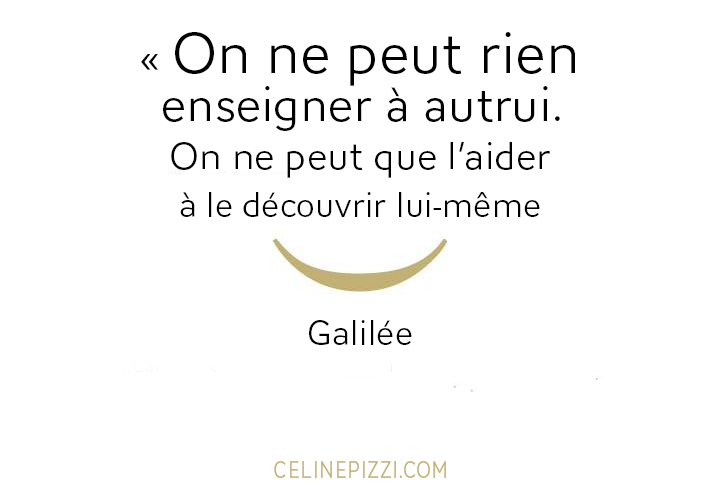 « On ne peut rien
enseigner à autrui.
On ne peut que l’aider
à le découvrir lui-même
Galilée
CELINEPIZZI.COM